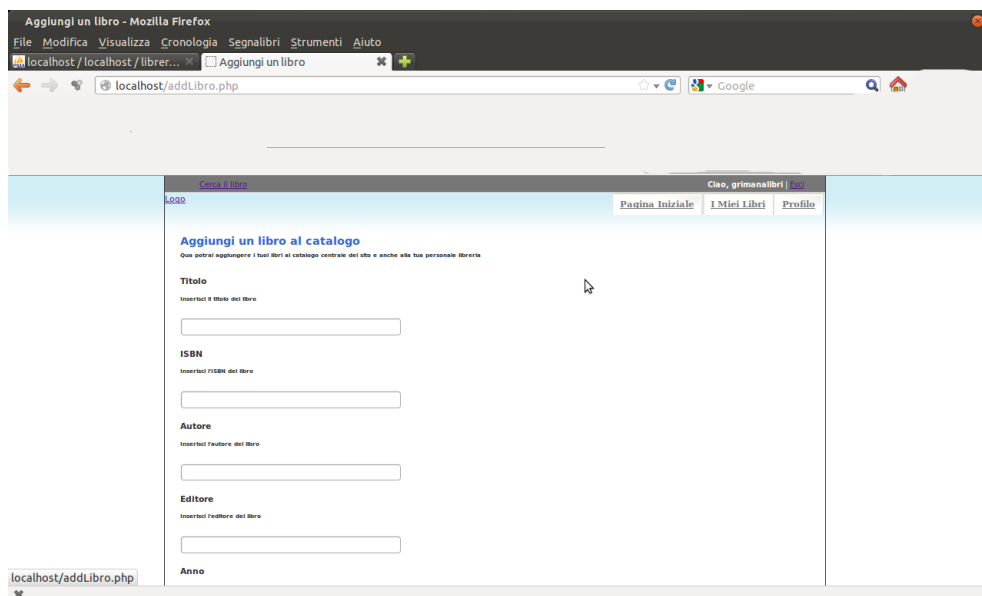 Aggiungi un libro - Mozilla Firefox
File Modifica Visualizza Cronologia Segnalibri Strumenti Aiuto
localhost / localhost / librer... Aggiungi un libro
localhost/addLibro.php Google
Cerca il libro Ciao, grimanalibri | Esci
Logo
Pagina Iniziale I Miei Libri Profilo
Aggiungi un libro al catalogo
Qua potrai aggiungere i tuoi libri al catalogo centrale del sito e anche alla tua personale libreria
Titolo
Inserisci il titolo del libro
ISBN
Inserisci l'ISBN del libro
Autore
Inserisci l'autore del libro
Editore
Inserisci l'editore del libro
Anno
localhost/addLibro.php